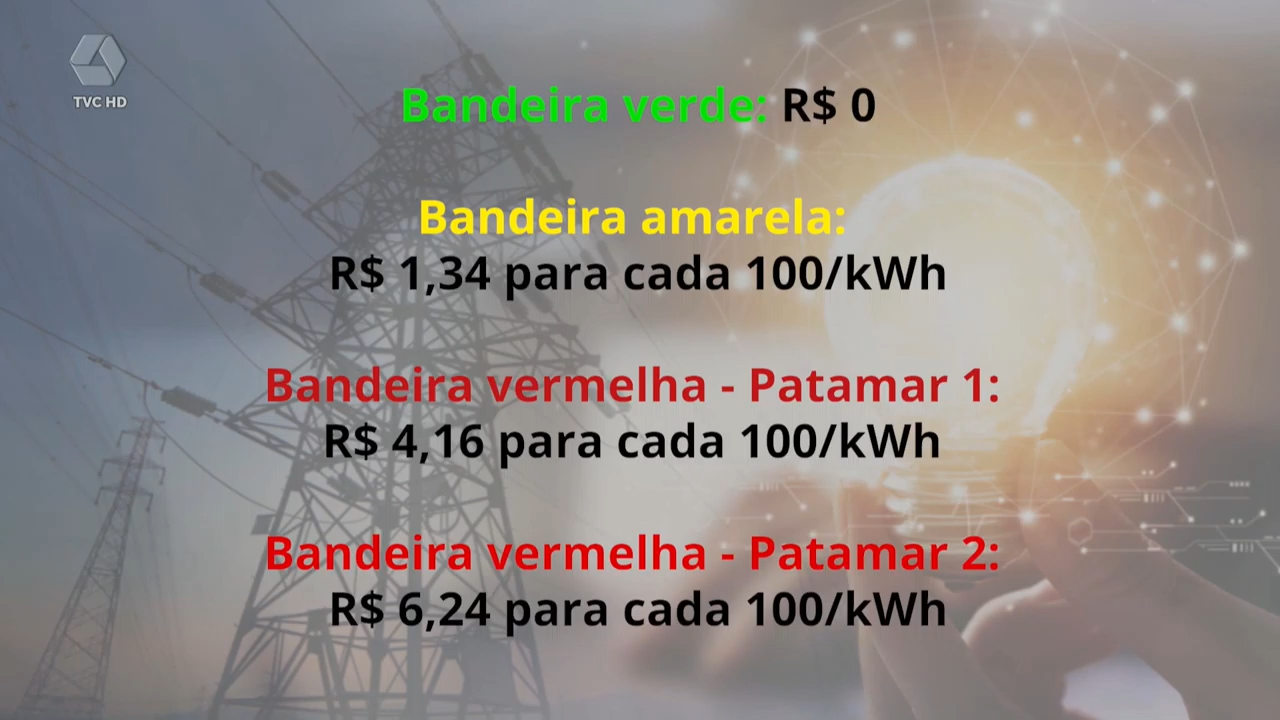 TVC HD
Bandeira verde: R$ 0
Bandeira amarela:
R$ 1,34 para cada 100/kWh
Bandeira vermelha - Patamar 1:
R$ 4,16 para cada 100/kWh
Bandeira vermelha - Patamar 2:
R$ 6,24 para cada 100/kWh